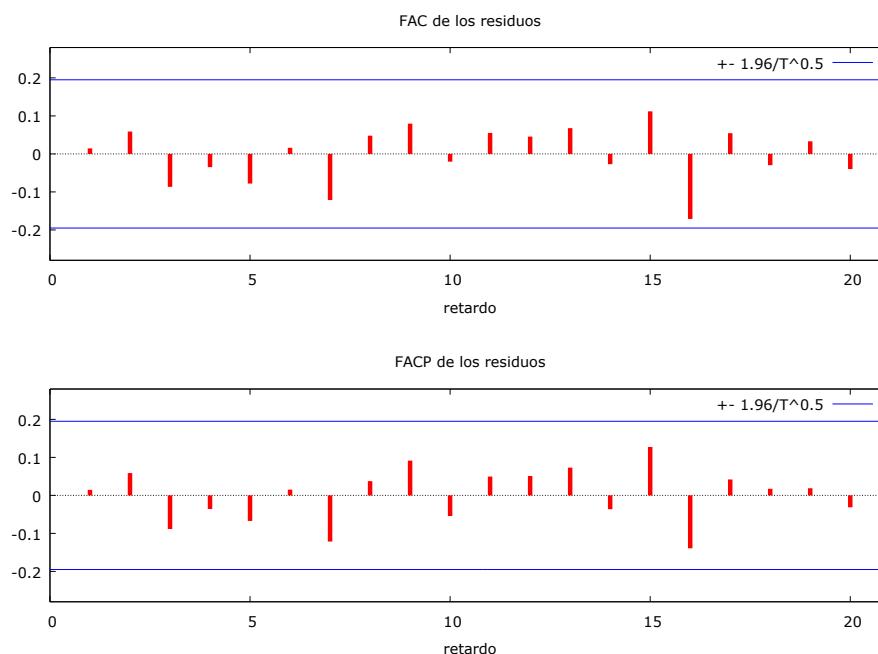 FAC de los residuos
+- 1.96/T^0.5
0.2
0.1
0
-0.1
-0.2
0 5 10 15 20
retardo
FACP de los residuos
+- 1.96/T^0.5
0.2
0.1
0
-0.1
-0.2
0 5 10 15 20
retardo